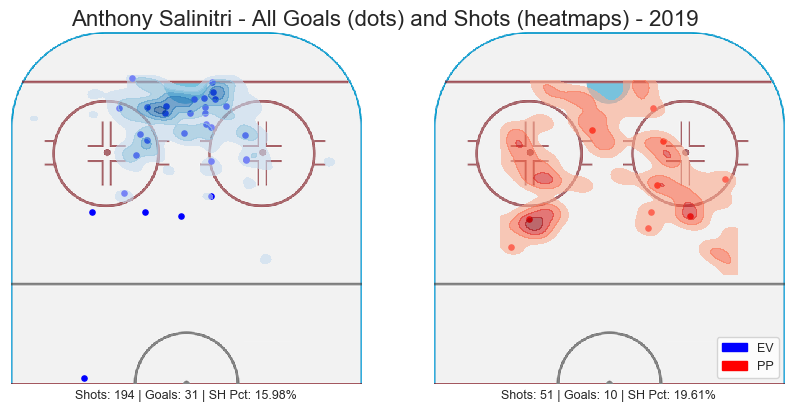 Anthony Salinitri - All Goals (dots) and Shots (heatmaps) - 2019
EV
PP
Shots: 194 | Goals: 31 | SH Pct: 15.98%
Shots: 51 | Goals: 10 | SH Pct: 19.61%